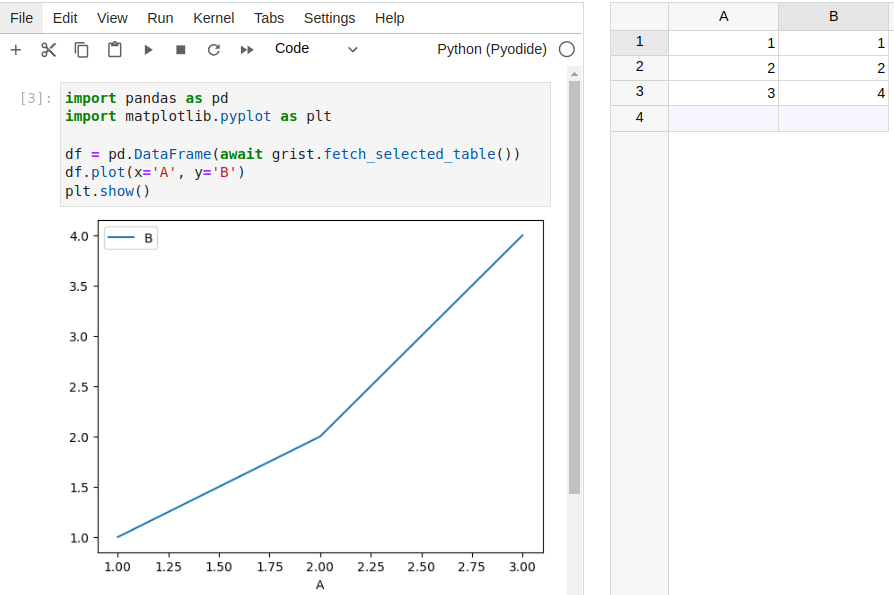 File Edit View Run Kernel Tabs Settings Help
Code Python (Pyodide)
[3]:
import pandas as pd
import matplotlib.pyplot as plt
df = pd.DataFrame(await grist.fetch_selected_table())
df.plot(x='A', y='B')
plt.show()
B
4.0
3.5
3.0
2.5
2.0
1.5
1.0
1.00 1.25 1.50 1.75 2.00 2.25 2.50 2.75 3.00
A
A B
1 1 1
2 2 2
3 3 4
4